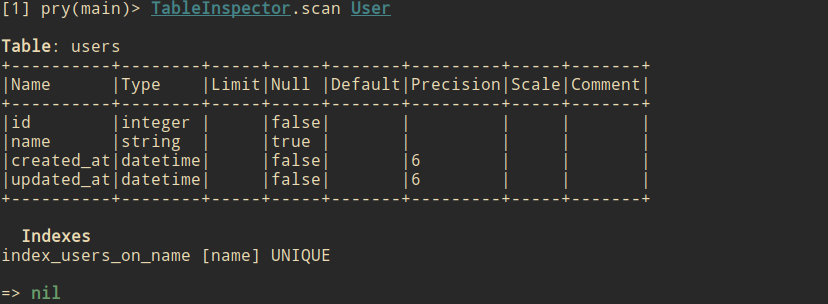 [1] pry(main)> TableInspector.scan User
Table: users
+----------+--------+-----+-----+-------+---------+-----+-------+
|Name      |Type    |Limit|Null |Default|Precision|Scale|Comment|
+----------+--------+-----+-----+-------+---------+-----+-------+
|id        |integer |     |false|       |         |     |       |
|name      |string  |     |true |       |         |     |       |
|created_at|datetime|     |false|       |6        |     |       |
|updated_at|datetime|     |false|       |6        |     |       |
+----------+--------+-----+-----+-------+---------+-----+-------+
  Indexes
index_users_on_name [name] UNIQUE
=> nil